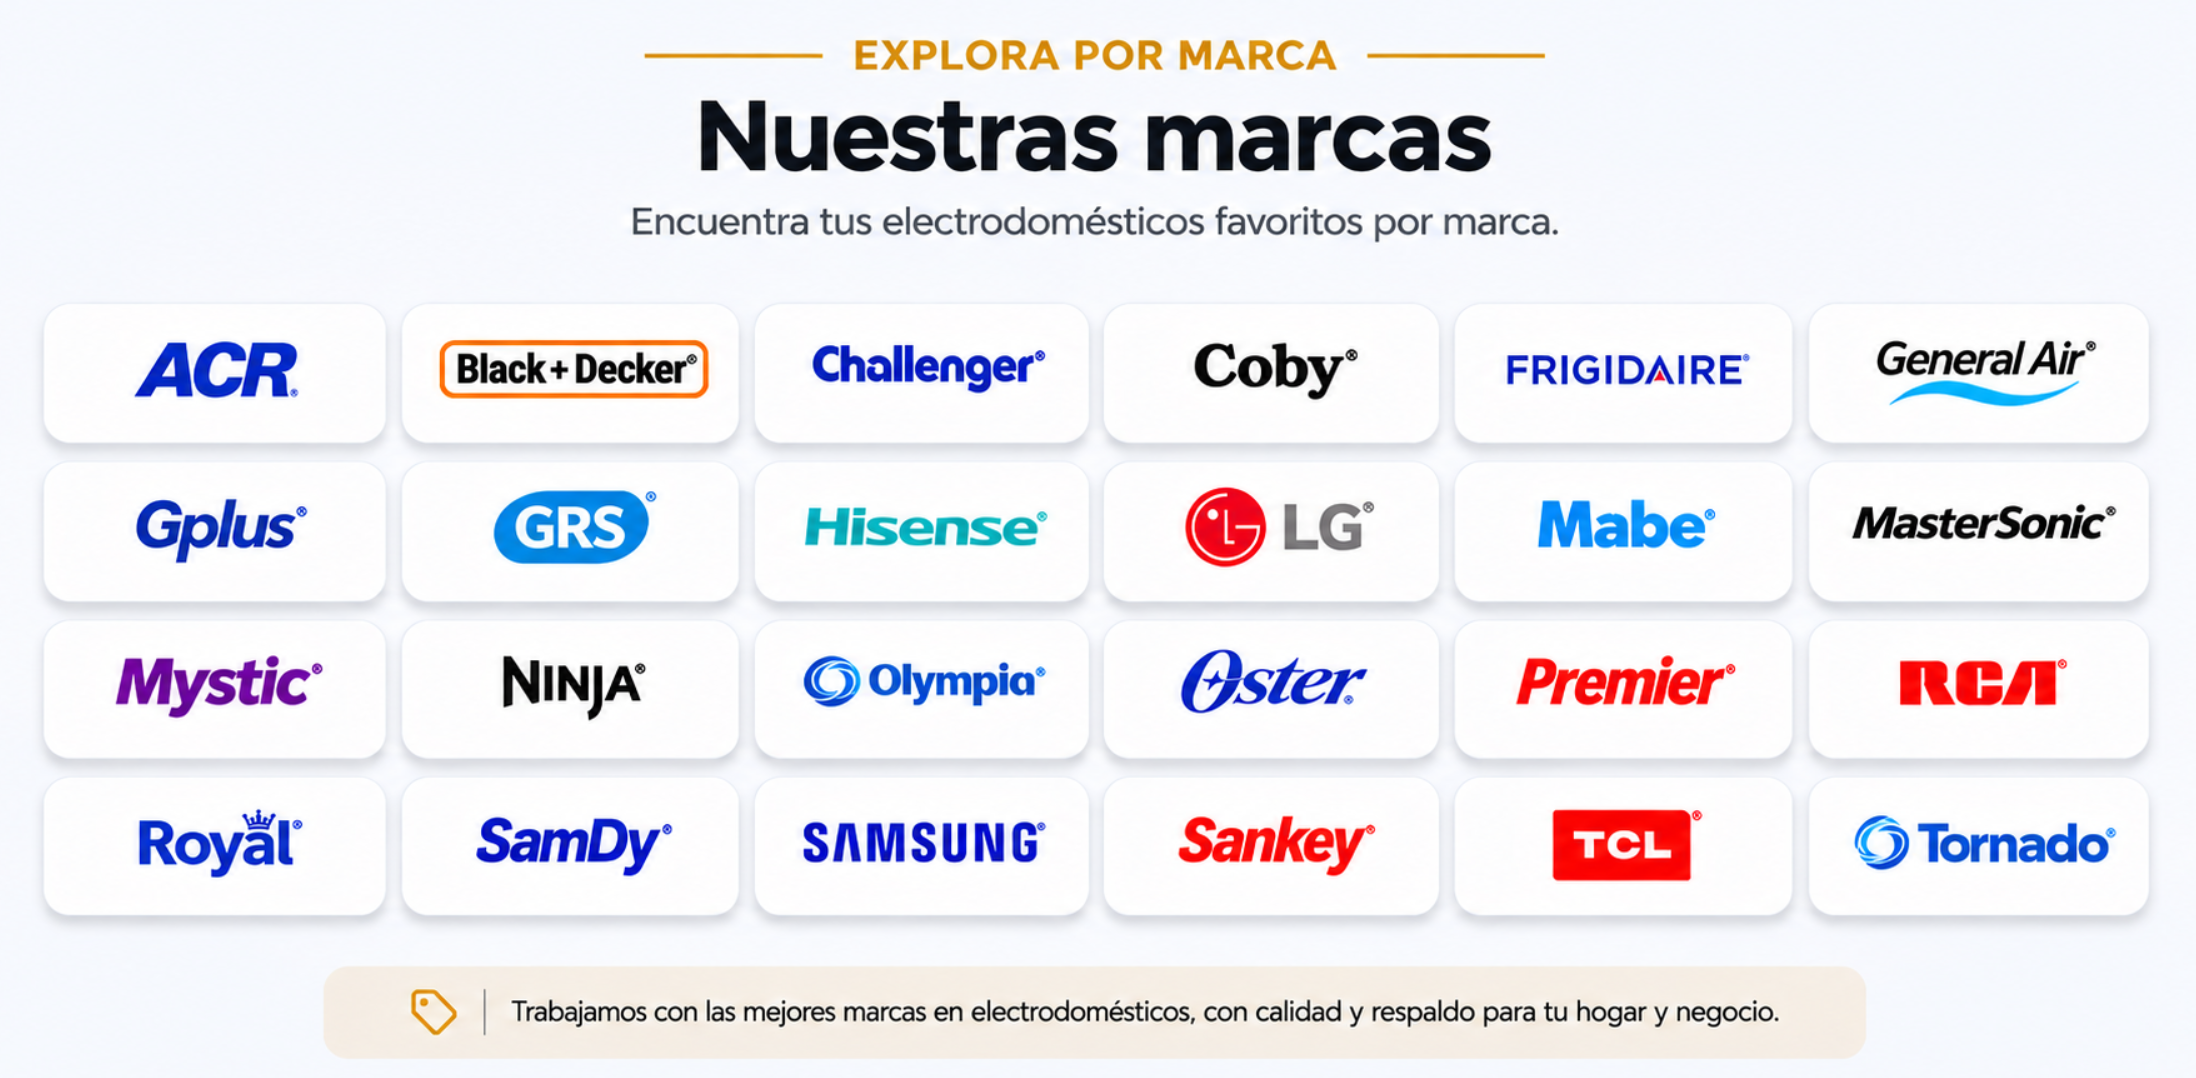 EXPLORA POR MARCA
Nuestras marcas
Encuentra tus electrodomésticos favoritos por marca.
ACR®
Black+Decker®
Challenger®
Coby®
FRIGIDAIRE®
General Air®
Gplus®
GRS®
Hisense®
LG®
Mabe®
MasterSonic®
Mystic®
NINJA®
Olympia®
Oster®
Premier®
RCA®
Royal®
SamDy®
SAMSUNG®
Sankey®
TCL®
Tornado®
Trabajamos con las mejores marcas en electrodomésticos, con calidad y respaldo para tu hogar y negocio.